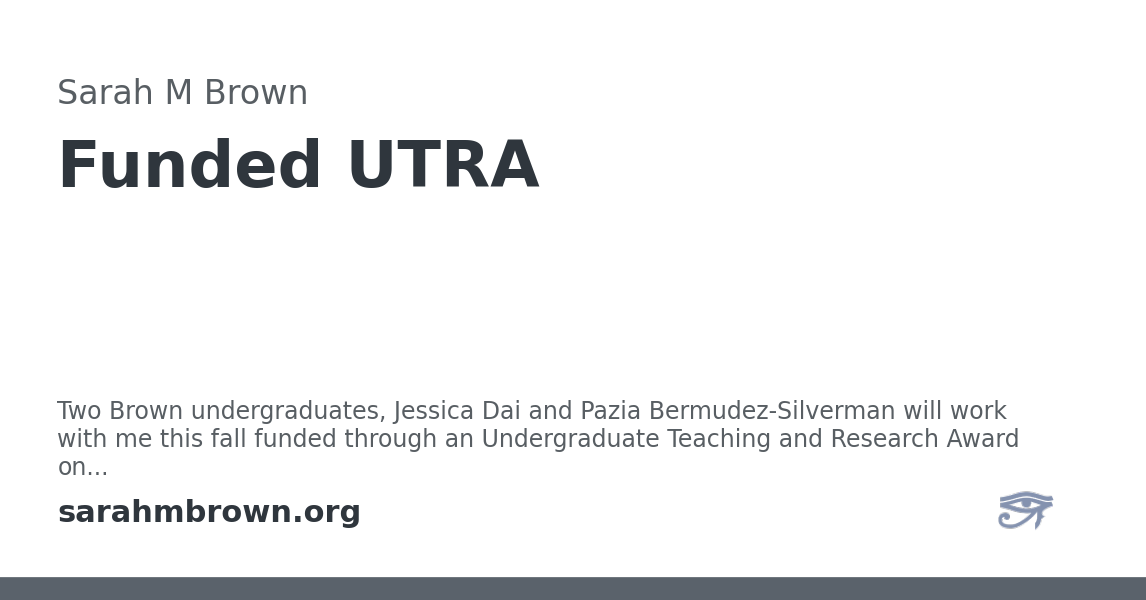 Sarah M Brown
Funded UTRA
Two Brown undergraduates, Jessica Dai and Pazia Bermudez-Silverman will work
with me this fall funded through an Undergraduate Teaching and Research Award
on...
sarahmbrown.org